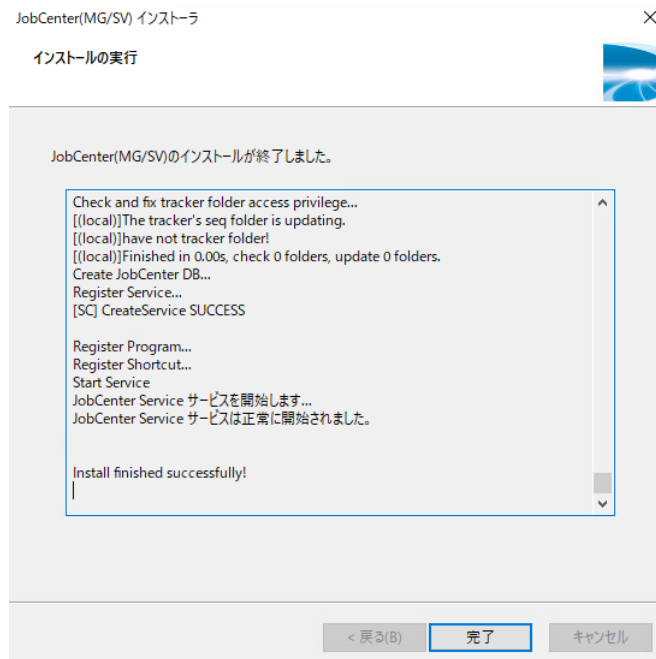 JobCenter(MG/SV) インストーラ
インストールの実行
JobCenter(MG/SV)のインストールが終了しました。
Check and fix tracker folder access privilege...
[(local)]The tracker's seq folder is updating.
[(local)]have not tracker folder!
[(local)]Finished in 0.00s, check 0 folders, update 0 folders.
Create JobCenter DB...
Register Service...
[SC] CreateService SUCCESS
Register Program...
Register Shortcut...
Start Service
JobCenter Service サービスを開始します...
JobCenter Service サービスは正常に開始されました。
Install finished successfully!
< 戻る(B) 完了 キャンセル